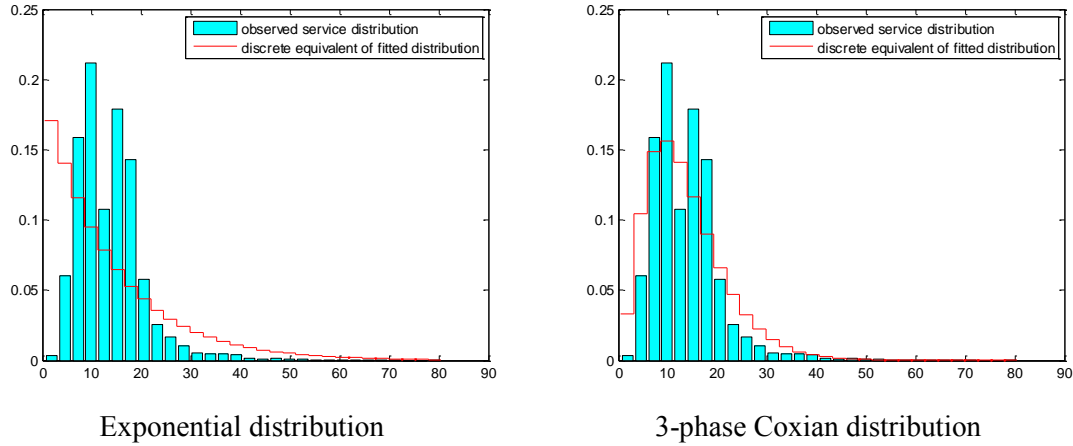 observed service distribution
discrete equivalent of fitted distribution
0.25
0.2
0.15
0.1
0.05
0
0 10 20 30 40 50 60 70 80 90
Exponential distribution
observed service distribution
discrete equivalent of fitted distribution
0.25
0.2
0.15
0.1
0.05
0
0 10 20 30 40 50 60 70 80 90
3-phase Coxian distribution